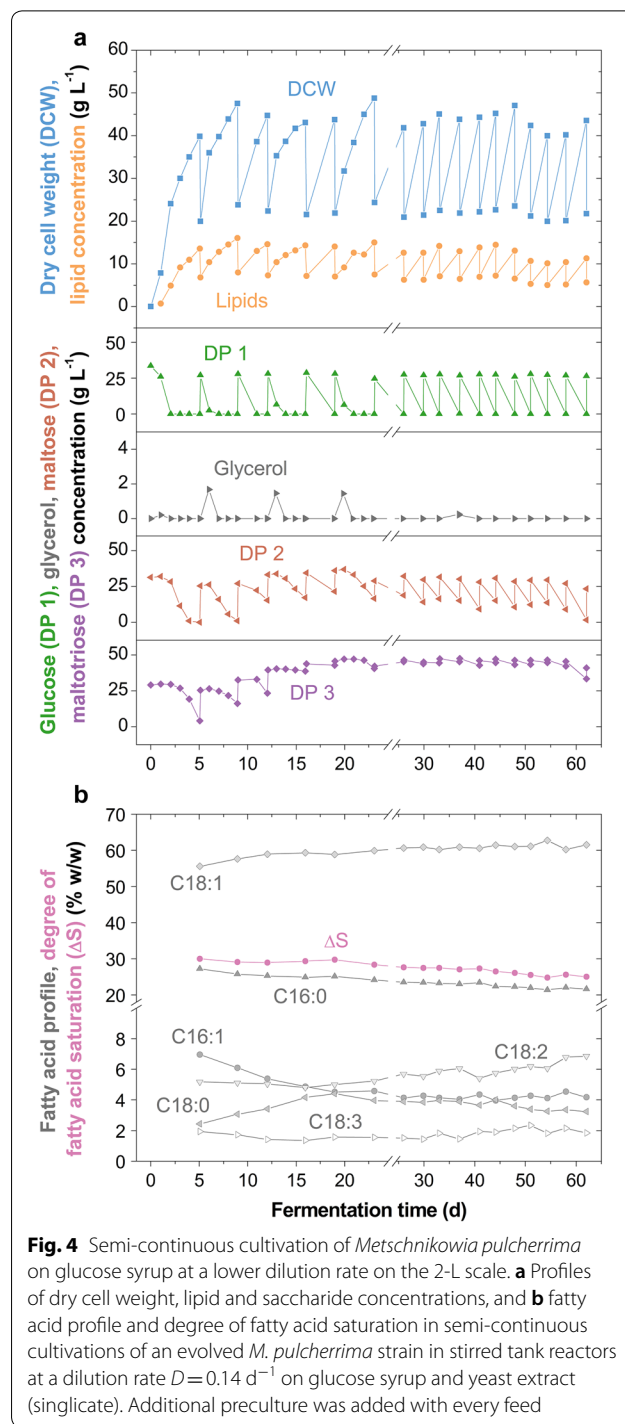 a
Dry cell weight (DCW),
lipid concentration (g L⁻¹)
60
50
40
30
20
10
0
DCW
Lipids
Glucose (DP 1), glycerol, maltose (DP 2),
maltotriose (DP 3) concentration (g L⁻¹)
50
25
0
DP 1
4
2
0
Glycerol
50
25
0
DP 2
50
25
0
DP 3
0 5 10 15 20 30 40 50 60
b
Fatty acid profile, degree of
fatty acid saturation (ΔS) (% w/w)
70
60
50
40
30
20
8
6
4
2
0
C18:1
ΔS
C16:0
C16:1
C18:2
C18:0
C18:3
0 5 10 15 20 30 40 50 60
Fermentation time (d)
Fig. 4 Semi-continuous cultivation of Metschnikowia pulcherrima
on glucose syrup at a lower dilution rate on the 2-L scale. a Profiles
of dry cell weight, lipid and saccharide concentrations, and b fatty
acid profile and degree of fatty acid saturation in semi-continuous
cultivations of an evolved M. pulcherrima strain in stirred tank reactors
at a dilution rate D = 0.14 d⁻¹ on glucose syrup and yeast extract
(singlicate). Additional preculture was added with every feed